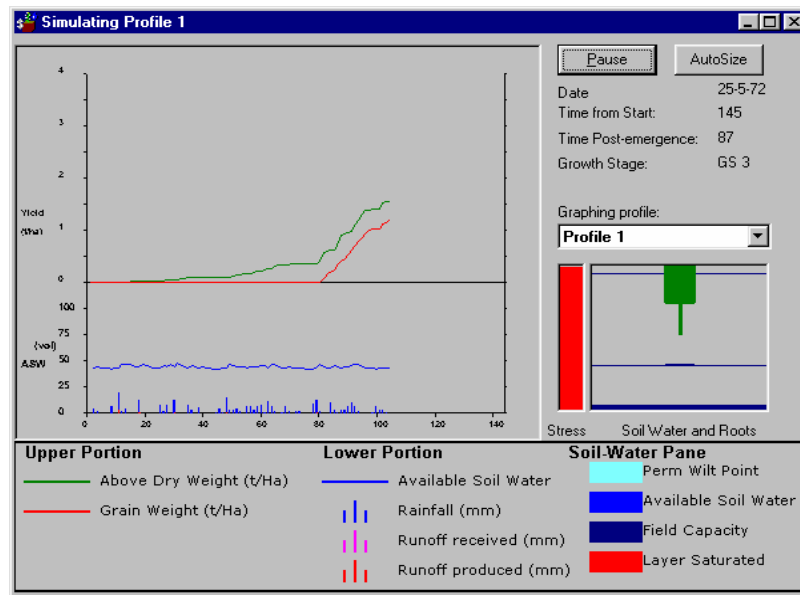 Simulating Profile 1
4
3
2
1
0
Yield
(t/ha)
100
75
50
25
0
(vol)
ASW
0 20 40 60 80 100 120 140
Pause AutoSize
Date 25-5-72
Time from Start: 145
Time Post-emergence: 87
Growth Stage: GS 3
Graphing profile:
Profile 1
Stress Soil Water and Roots
Upper Portion
Above Dry Weight (t/Ha)
Grain Weight (t/Ha)
Lower Portion
Available Soil Water
Rainfall (mm)
Runoff received (mm)
Runoff produced (mm)
Soil-Water Pane
Perm Wilt Point
Available Soil Water
Field Capacity
Layer Saturated